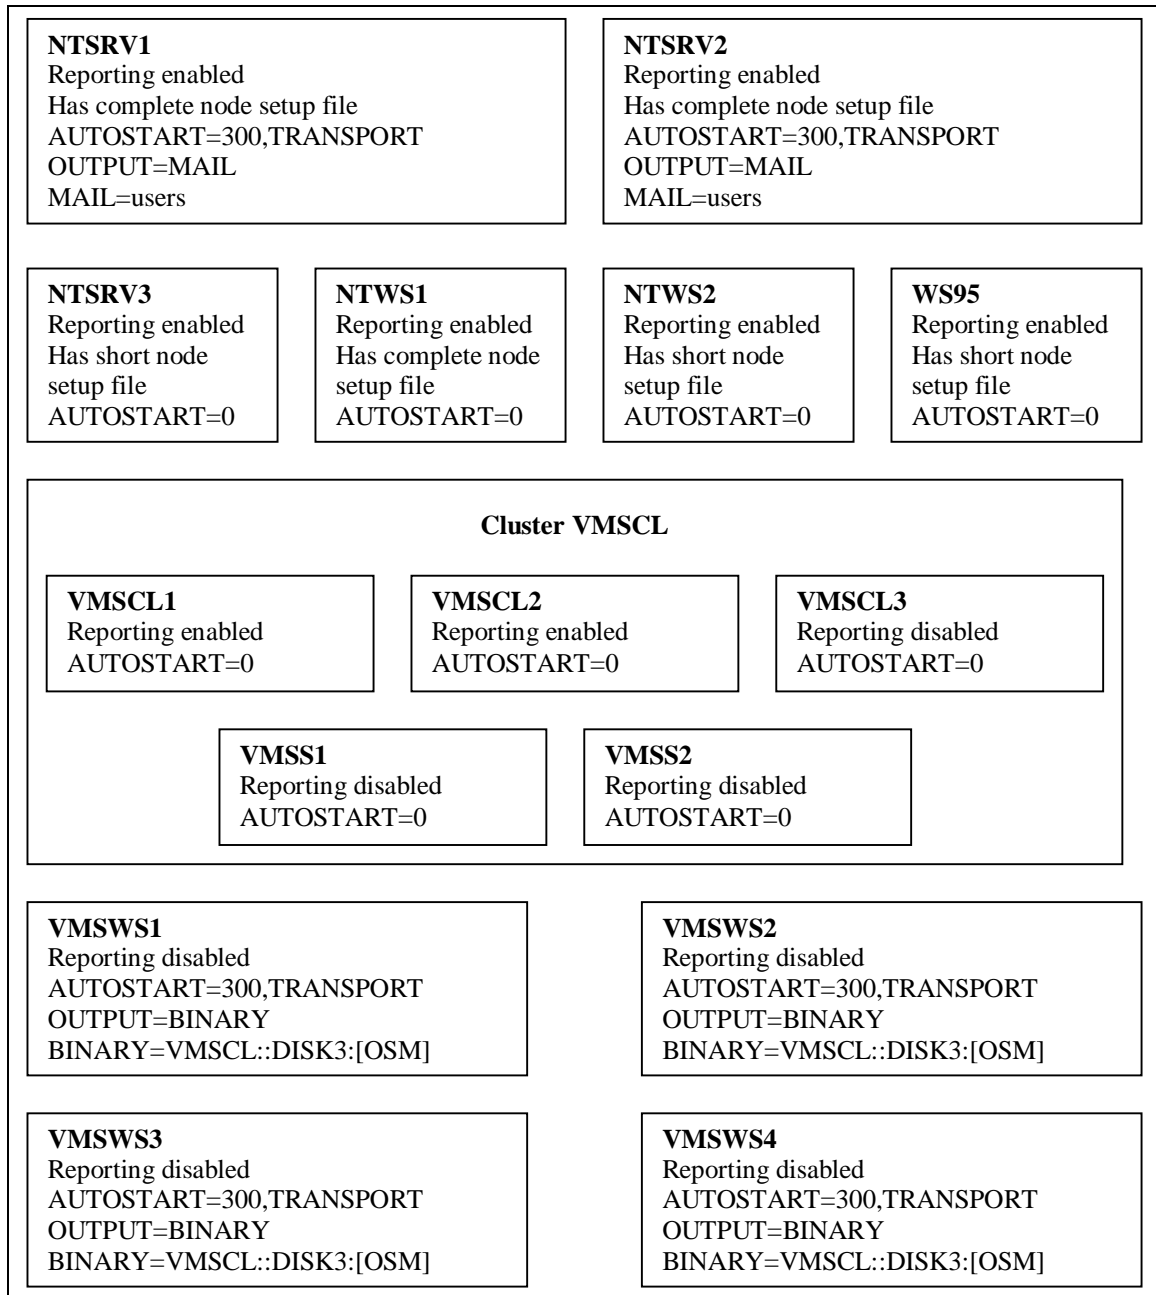 NTSRV1
Reporting enabled
Has complete node setup file
AUTOSTART=300,TRANSPORT
OUTPUT=MAIL
MAIL=users
NTSRV2
Reporting enabled
Has complete node setup file
AUTOSTART=300,TRANSPORT
OUTPUT=MAIL
MAIL=users
NTSRV3
Reporting enabled
Has short node
setup file
AUTOSTART=0
NTWS1
Reporting enabled
Has complete node
setup file
AUTOSTART=0
NTWS2
Reporting enabled
Has short node
setup file
AUTOSTART=0
WS95
Reporting enabled
Has short node
setup file
AUTOSTART=0
Cluster VMSCL
VMSCL1
Reporting enabled
AUTOSTART=0
VMSCL2
Reporting enabled
AUTOSTART=0
VMSCL3
Reporting disabled
AUTOSTART=0
VMSS1
Reporting disabled
AUTOSTART=0
VMSS2
Reporting disabled
AUTOSTART=0
VMSWS1
Reporting disabled
AUTOSTART=300,TRANSPORT
OUTPUT=BINARY
BINARY=VMSCL::DISK3:[OSM]
VMSWS2
Reporting disabled
AUTOSTART=300,TRANSPORT
OUTPUT=BINARY
BINARY=VMSCL::DISK3:[OSM]
VMSWS3
Reporting disabled
AUTOSTART=300,TRANSPORT
OUTPUT=BINARY
BINARY=VMSCL::DISK3:[OSM]
VMSWS4
Reporting disabled
AUTOSTART=300,TRANSPORT
OUTPUT=BINARY
BINARY=VMSCL::DISK3:[OSM]